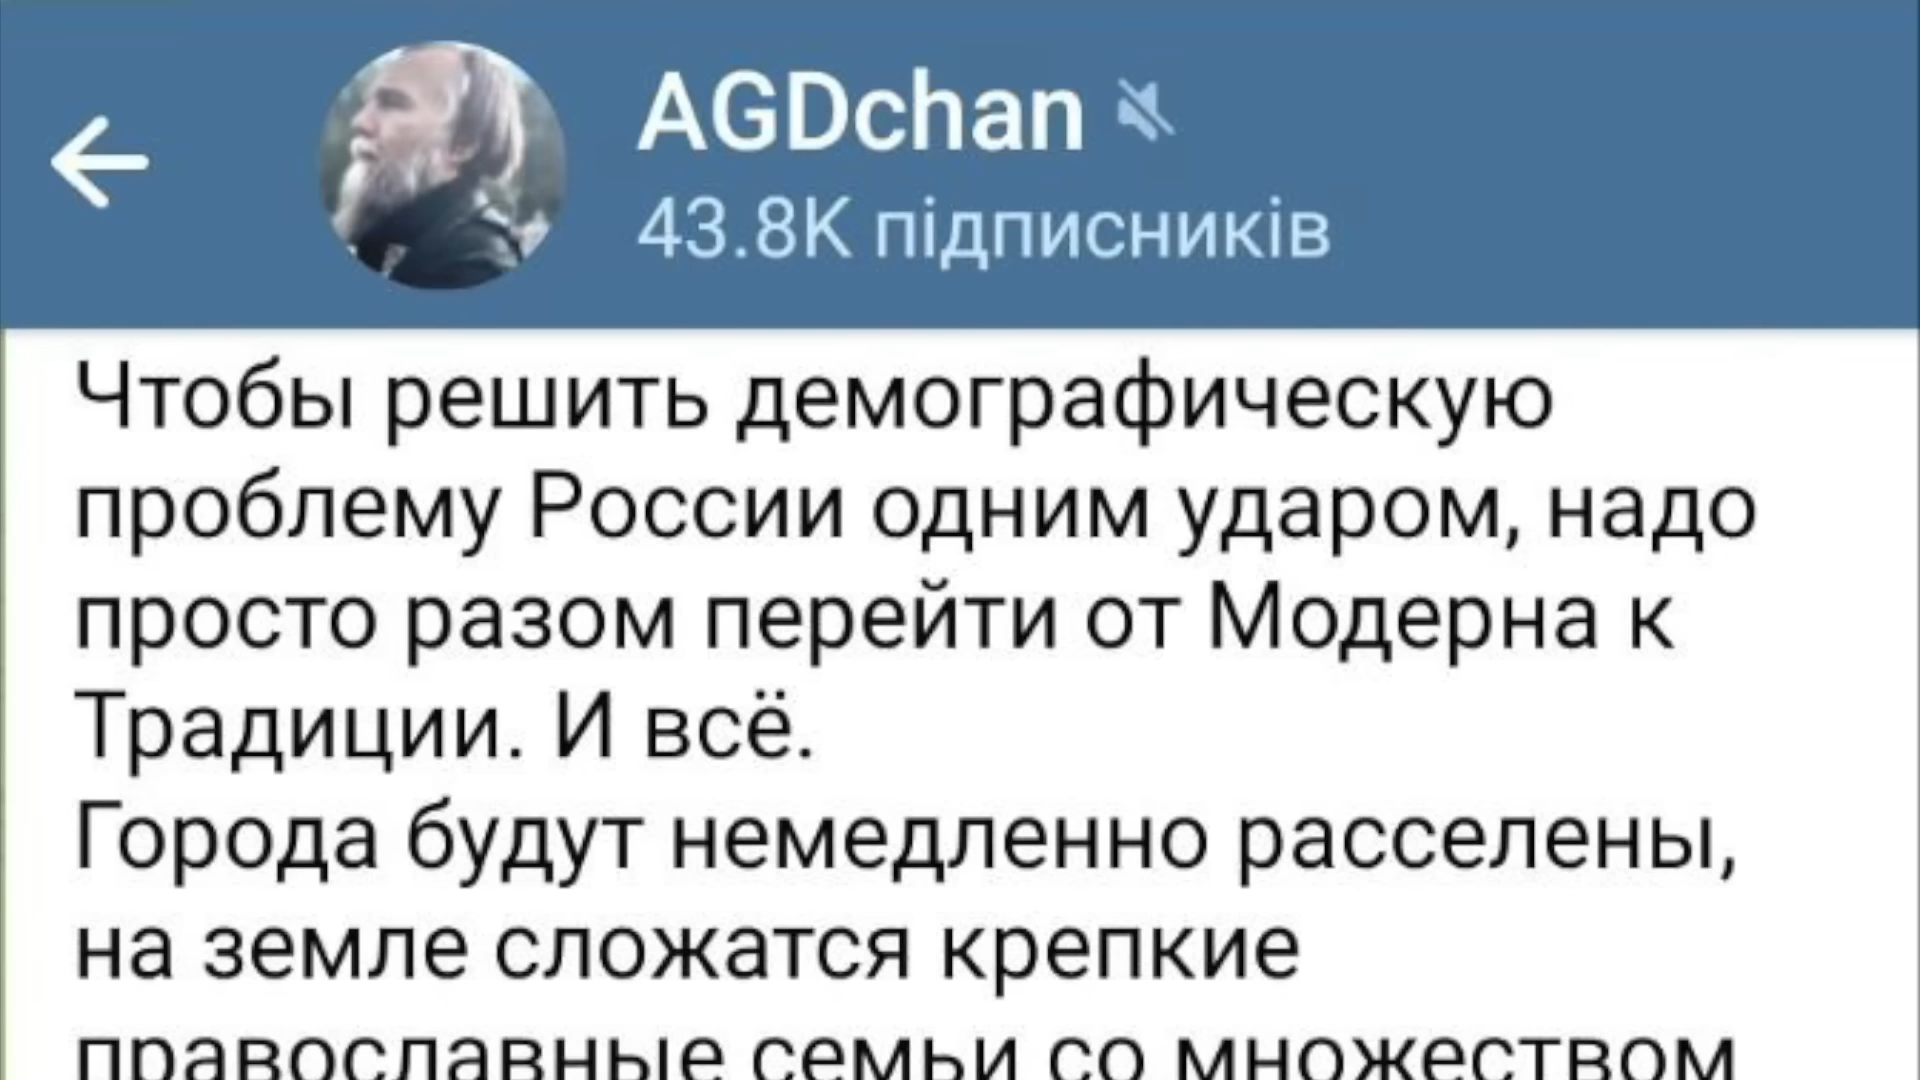 AGDchan
43.8K підписників
Чтобы решить демографическую
проблему России одним ударом, надо
просто разом перейти от Модерна к
Традиции. И всё.
Города будут немедленно расселены,
на земле сложатся крепкие
православные семьи со множеством